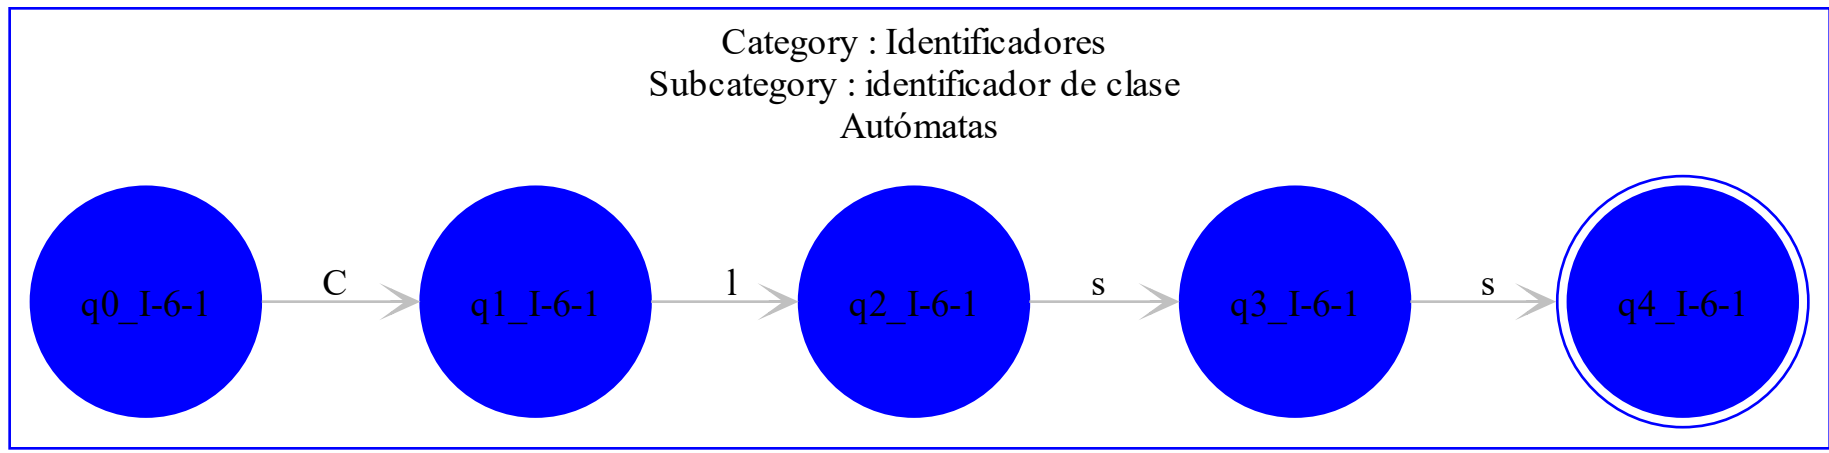 Category : Identificadores
Subcategory : identificador de clase
Autómatas
C
l
s
s
q0_I-6-1
q1_I-6-1
q2_I-6-1
q3_I-6-1
q4_I-6-1